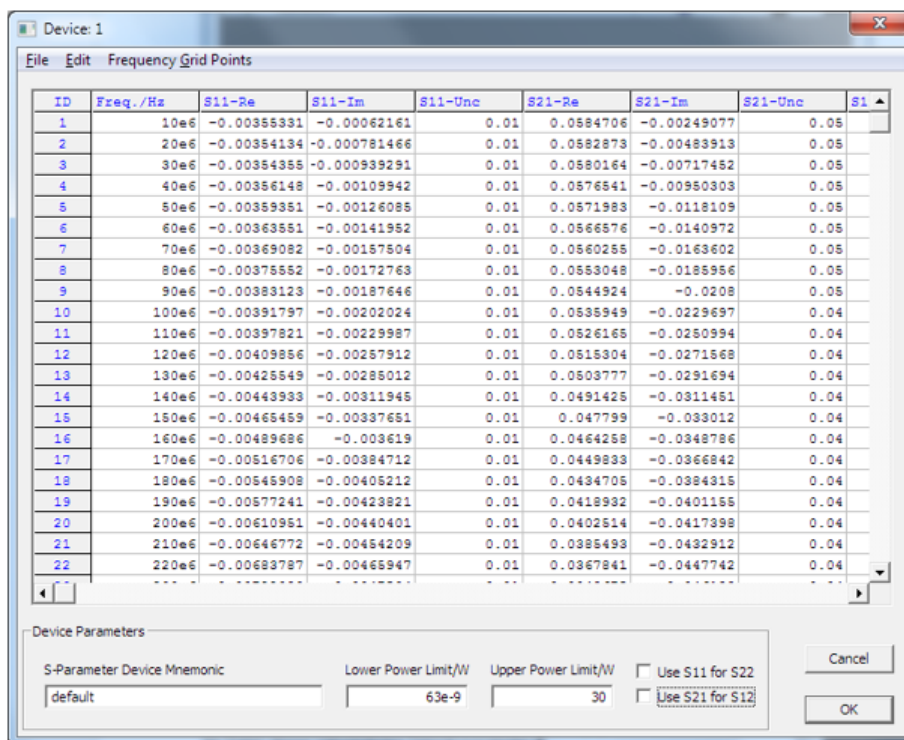 Device: 1
File Edit Frequency Grid Points
ID Freq./Hz S11-Re S11-Im S11-Unc S21-Re S21-Im S21-Unc S1
1 10e6 -0.00355331 -0.00062161 0.01 0.0584706 -0.00249077 0.05
2 20e6 -0.00354134 -0.000781466 0.01 0.0582873 -0.00483913 0.05
3 30e6 -0.00354355 -0.000939291 0.01 0.0580164 -0.00717452 0.05
4 40e6 -0.00356148 -0.00109942 0.01 0.0576541 -0.00950303 0.05
5 50e6 -0.00359351 -0.00126085 0.01 0.0571983 -0.0118109 0.05
6 60e6 -0.00363551 -0.00141952 0.01 0.0566576 -0.0140972 0.05
7 70e6 -0.00369082 -0.00157504 0.01 0.0560255 -0.0163602 0.05
8 80e6 -0.00375552 -0.00172763 0.01 0.0553048 -0.0185956 0.05
9 90e6 -0.00383123 -0.00187646 0.01 0.0544924 -0.0208 0.05
10 100e6 -0.00391797 -0.00202024 0.01 0.0535949 -0.0229697 0.04
11 110e6 -0.00397821 -0.00229987 0.01 0.0526165 -0.0250994 0.04
12 120e6 -0.00409856 -0.00257912 0.01 0.0515304 -0.0271568 0.04
13 130e6 -0.00425549 -0.00285012 0.01 0.0503777 -0.0291694 0.04
14 140e6 -0.00443933 -0.00311945 0.01 0.0491425 -0.0311451 0.04
15 150e6 -0.00465459 -0.00337651 0.01 0.047799 -0.033012 0.04
16 160e6 -0.00489686 -0.003619 0.01 0.0464258 -0.0348786 0.04
17 170e6 -0.00516706 -0.00384712 0.01 0.0449833 -0.0366842 0.04
18 180e6 -0.00545908 -0.00405212 0.01 0.0434705 -0.0384315 0.04
19 190e6 -0.00577241 -0.00423821 0.01 0.0418932 -0.0401155 0.04
20 200e6 -0.00610951 -0.00440401 0.01 0.0402514 -0.0417398 0.04
21 210e6 -0.00646772 -0.00454209 0.01 0.0385493 -0.0432912 0.04
22 220e6 -0.00683787 -0.00465947 0.01 0.0367841 -0.0447742 0.04
Device Parameters
S-Parameter Device Mnemonic Lower Power Limit/W Upper Power Limit/W Use S11 for S22
default 63e-9 30 Use S21 for S12
Cancel
OK